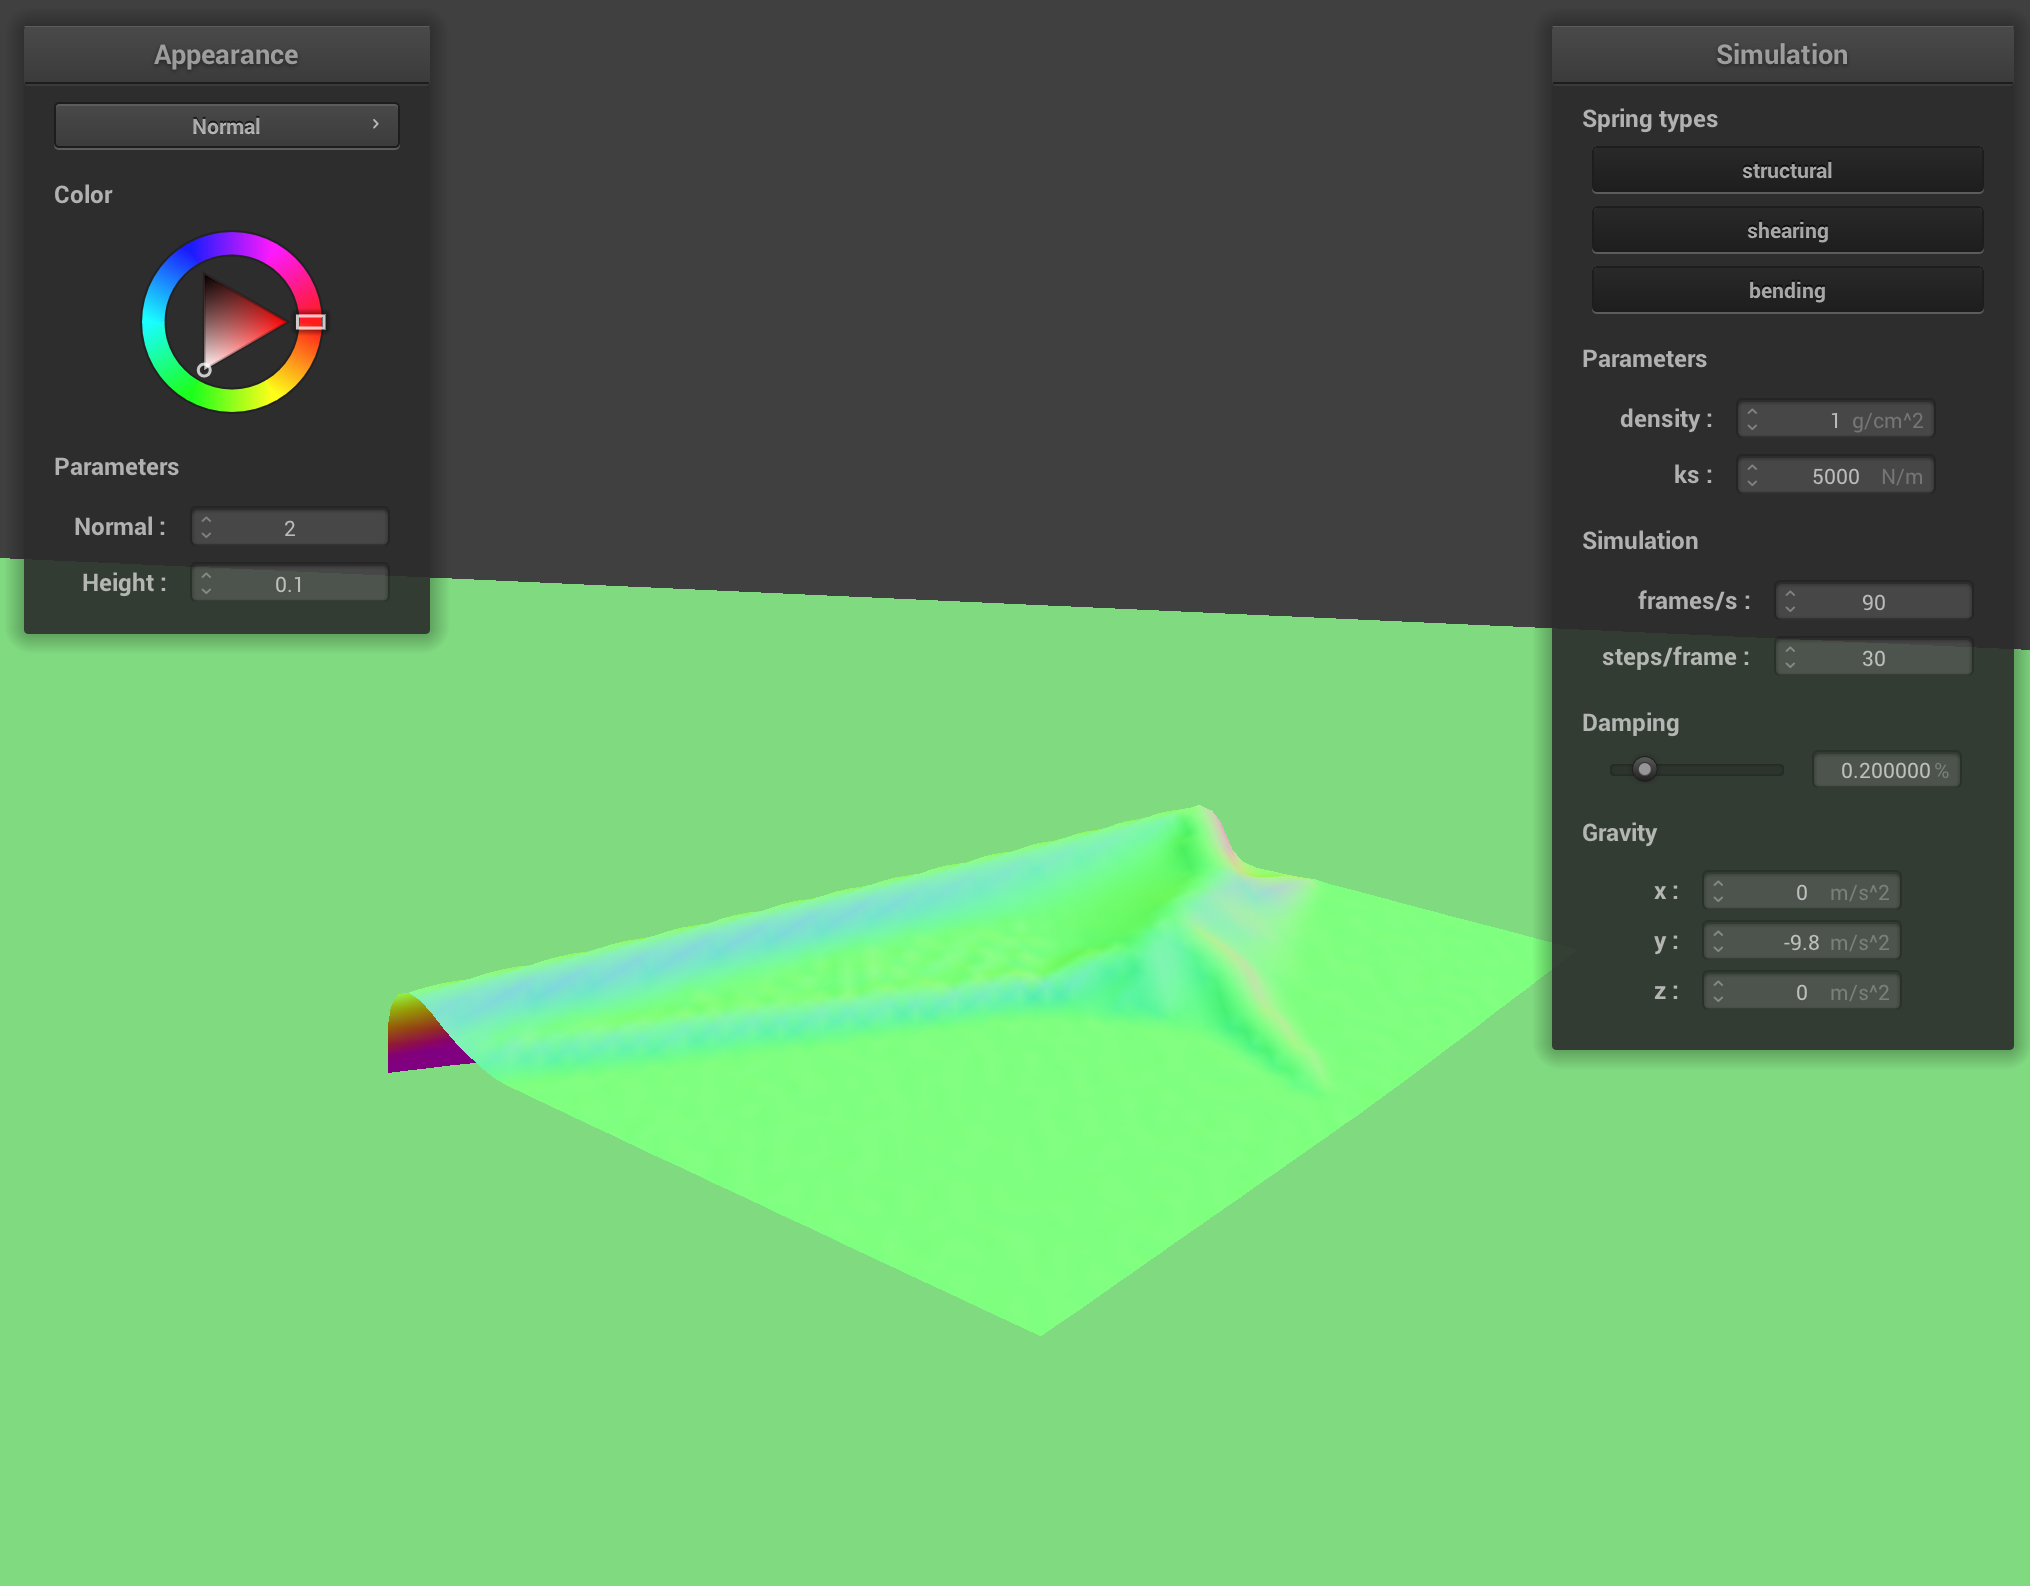 Appearance
Normal ›
Color
Parameters
Normal : 2
Height : 0.1
Simulation
Spring types
structural
shearing
bending
Parameters
density : 1 g/cm^2
ks : 5000 N/m
Simulation
frames/s : 90
steps/frame : 30
Damping
0.200000 %
Gravity
x : 0 m/s^2
y : -9.8 m/s^2
z : 0 m/s^2